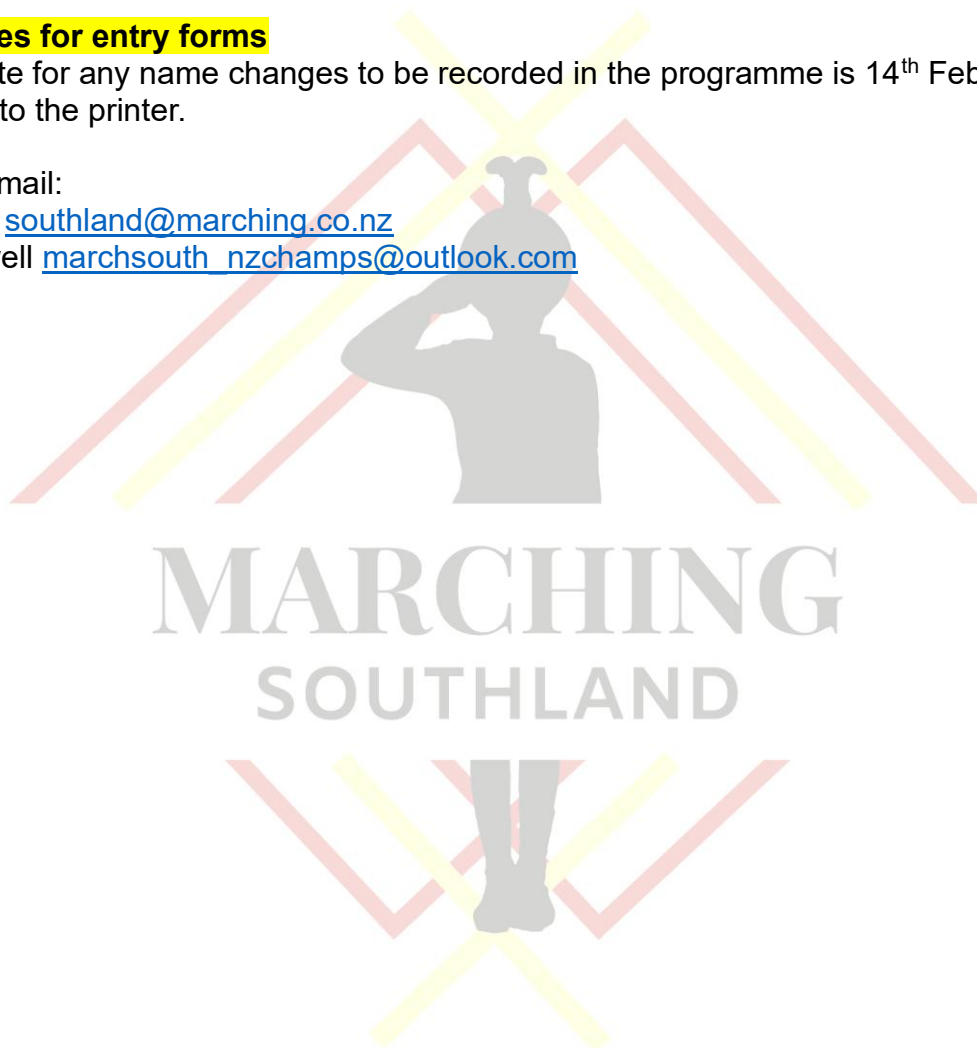 es for entry forms
te for any name changes to be recorded in the programme is 14th Feb
to the printer.
mail:
southland@marching.co.nz
ell marchsouth_nzchamps@outlook.com
MARCHING
SOUTHLAND